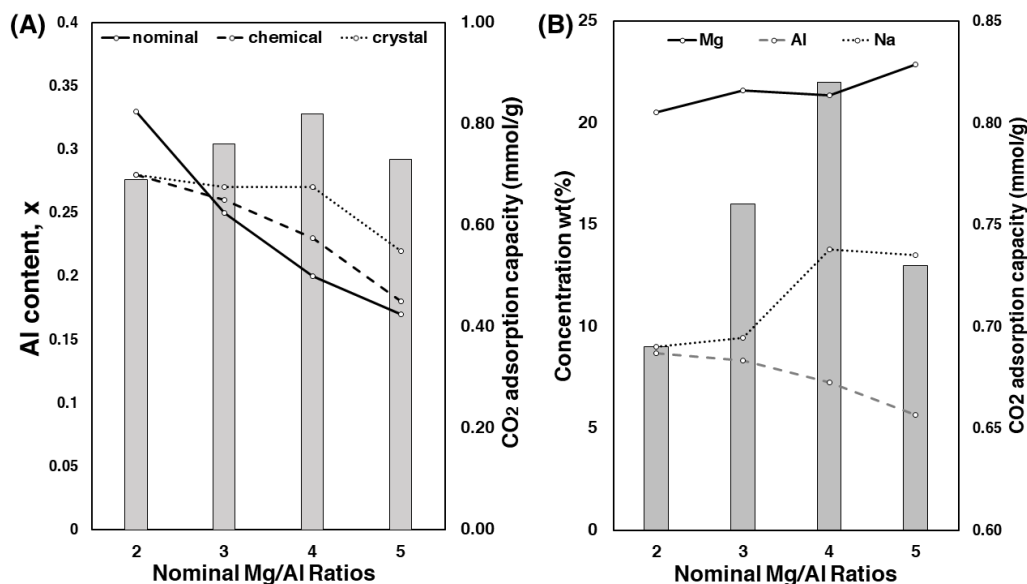 (A)
nominal chemical crystal
Al content, x
0.4
0.35
0.3
0.25
0.2
0.15
0.1
0.05
0
1.00
0.80
0.60
0.40
0.20
0.00
CO2 adsorption capacity (mmol/g)
2 3 4 5
Nominal Mg/Al Ratios
(B)
Mg Al Na
Concentration wt(%)
25
20
15
10
5
0
0.85
0.80
0.75
0.70
0.65
0.60
CO2 adsorption capacity (mmol/g)
2 3 4 5
Nominal Mg/Al Ratios